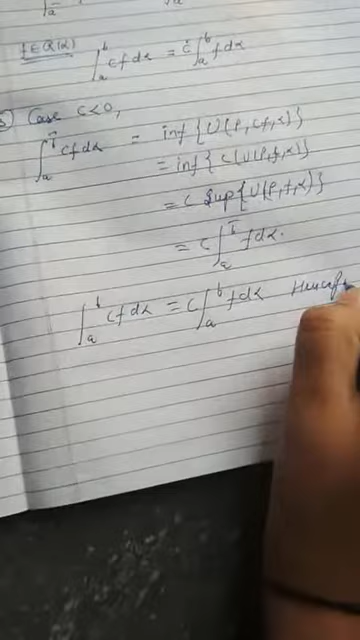 f∈R(α)
∫_a^b cf dα = c ∫_a^b f dα
Case c<0,
∫_a^b̄ cf dα = inf {U(P, cf, α)}
= inf { c(U(P,f,α)}
= c Sup{U(P,f,α)}
= c ∫_a^b̄ f dα.
∫_a^b cf dα = c ∫_a^b f dα